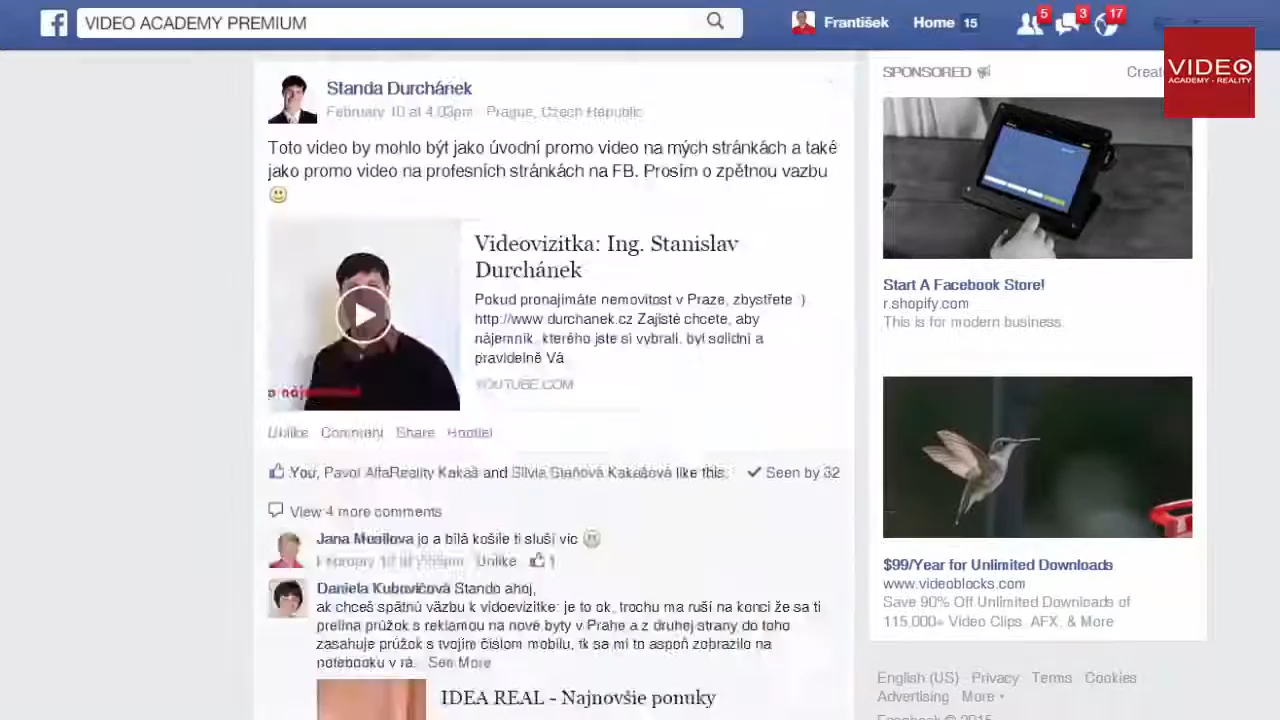 VIDEO ACADEMY PREMIUM
František
Home 15
5
3
17
VIDEO
ACADEMY - REALITY
Standa Durchánek
February 10 at 4:03pm Prague, Czech Republic
Toto video by mohlo být jako úvodní promo video na mých stránkách a také
jako promo video na profesních stránkách na FB. Prosím o zpětnou vazbu
Videovizitka: Ing. Stanislav
Durchánek
Pokud pronajímáte nemovitost v Praze, zbystřete :)
http://www.durchanek.cz Zajisté chcete, aby
nájemník, kterého jste si vybrali, byl solidní a
pravidelně Vá
YOUTUBE.COM
Unlike Comment Share Hootlet
You, Pavol AlfaReality Kakaš and Silvia Staňová Kakašová like this.
Seen by 32
View 4 more comments
Jana Musilova jo a bílá košile ti sluší víc
February 10 at
Unlike 1
Daniela Kubovičová Stando ahoj,
ak chceš spätnú väzbu k vidoevizitke: je to ok, trochu ma ruší na konci že sa ti
prelína prúžok s reklamou na nové byty v Prahe a z druhej strany do toho
zasahuje prúžok s tvojím číslom mobilu, tk sa mi to aspoň zobrazilo na
notebooku v rá.. See More
IDEA REAL - Najnovšie ponuky
SPONSORED
Creat
Start A Facebook Store!
r.shopify.com
This is for modern business.
$99/Year for Unlimited Downloads
www.videoblocks.com
Save 90% Off Unlimited Downloads of
115,000+ Video Clips, AFX, & More
English (US) Privacy Terms Cookies
Advertising More
Facebook © 2015